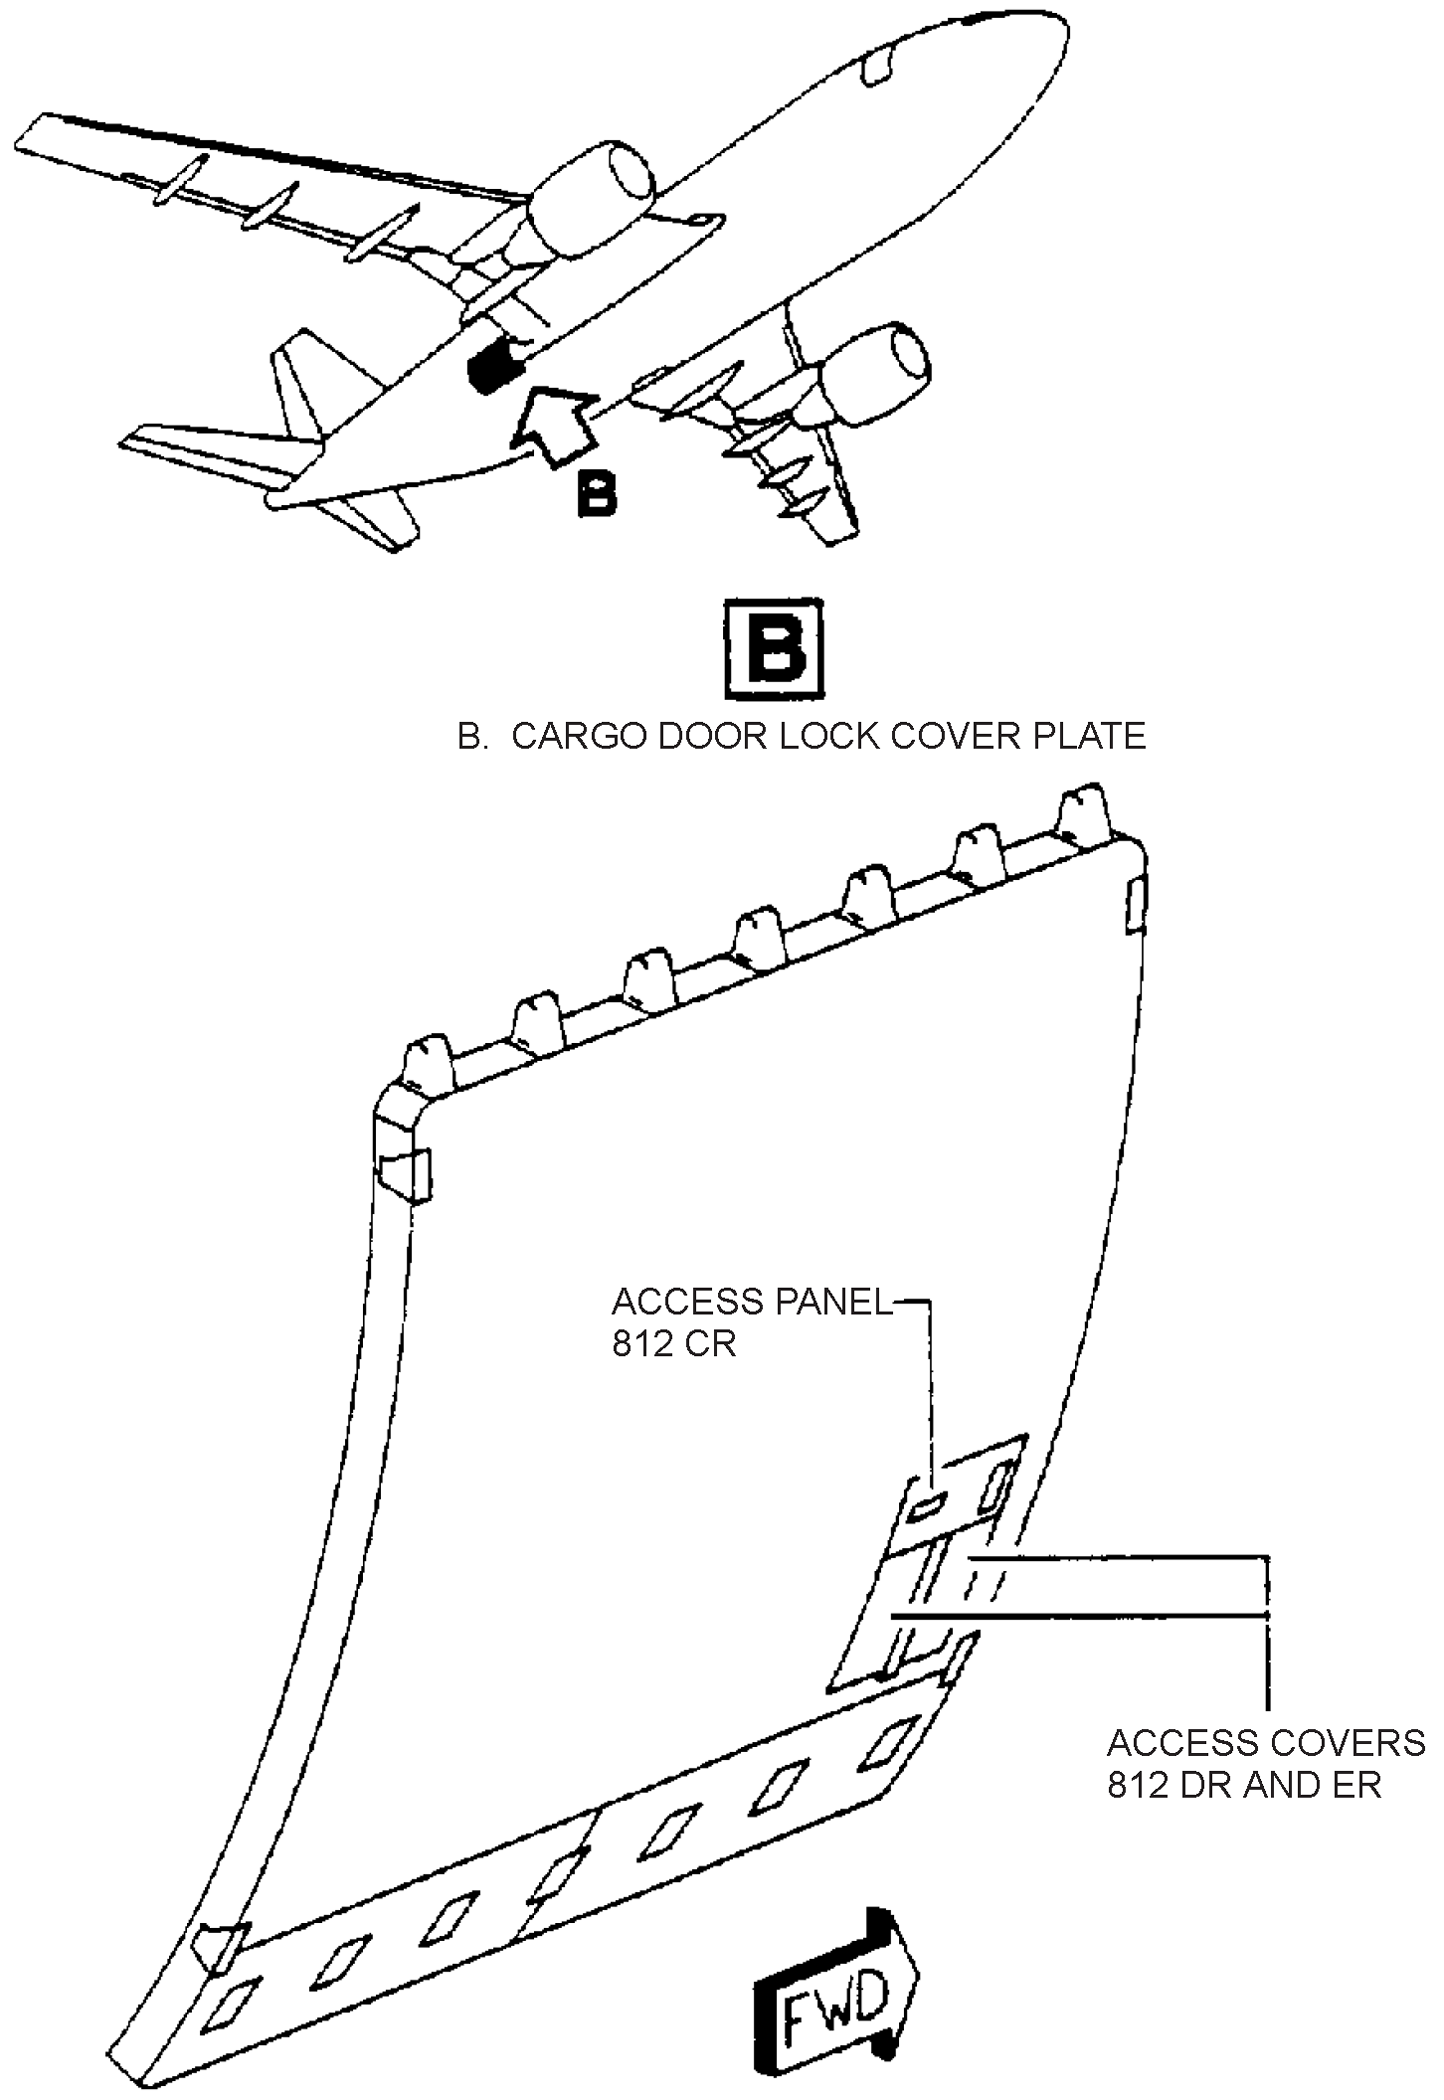 B
B
B. CARGO DOOR LOCK COVER PLATE
ACCESS PANEL
812 CR
ACCESS COVERS
812 DR AND ER
FWD